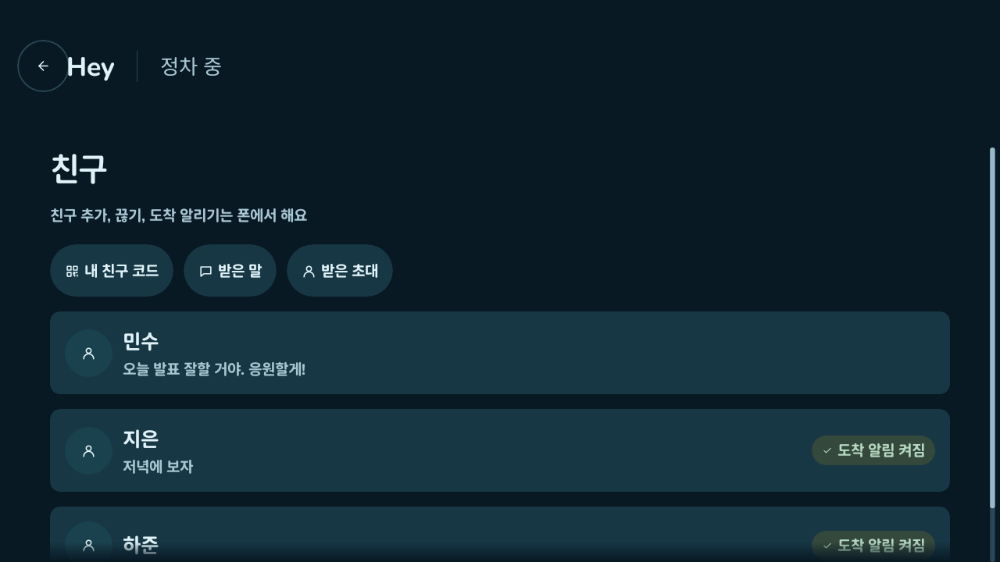 Hey
정차 중
친구
친구 추가, 끊기, 도착 알리기는 폰에서 해요
내 친구 코드
받은 말
받은 초대
민수
오늘 발표 잘할 거야. 응원할게!
지은
저녁에 보자
도착 알림 켜짐
하준
도착 알림 켜짐